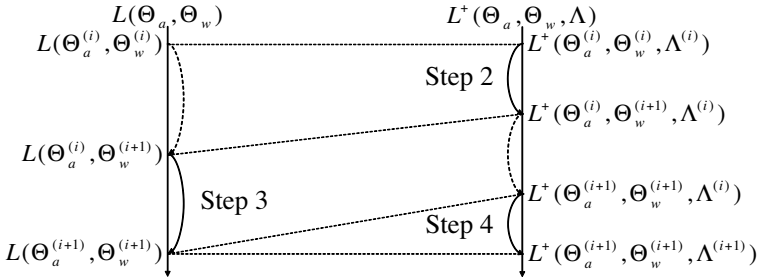 L(Θ_a, Θ_w) L⁺(Θ_a, Θ_w, Λ)
L(Θ_a^(i), Θ_w^(i)) L⁺(Θ_a^(i), Θ_w^(i), Λ^(i))
Step 2
L⁺(Θ_a^(i), Θ_w^(i+1), Λ^(i))
L(Θ_a^(i), Θ_w^(i+1))
Step 3
L⁺(Θ_a^(i+1), Θ_w^(i+1), Λ^(i))
Step 4
L(Θ_a^(i+1), Θ_w^(i+1)) L⁺(Θ_a^(i+1), Θ_w^(i+1), Λ^(i+1))